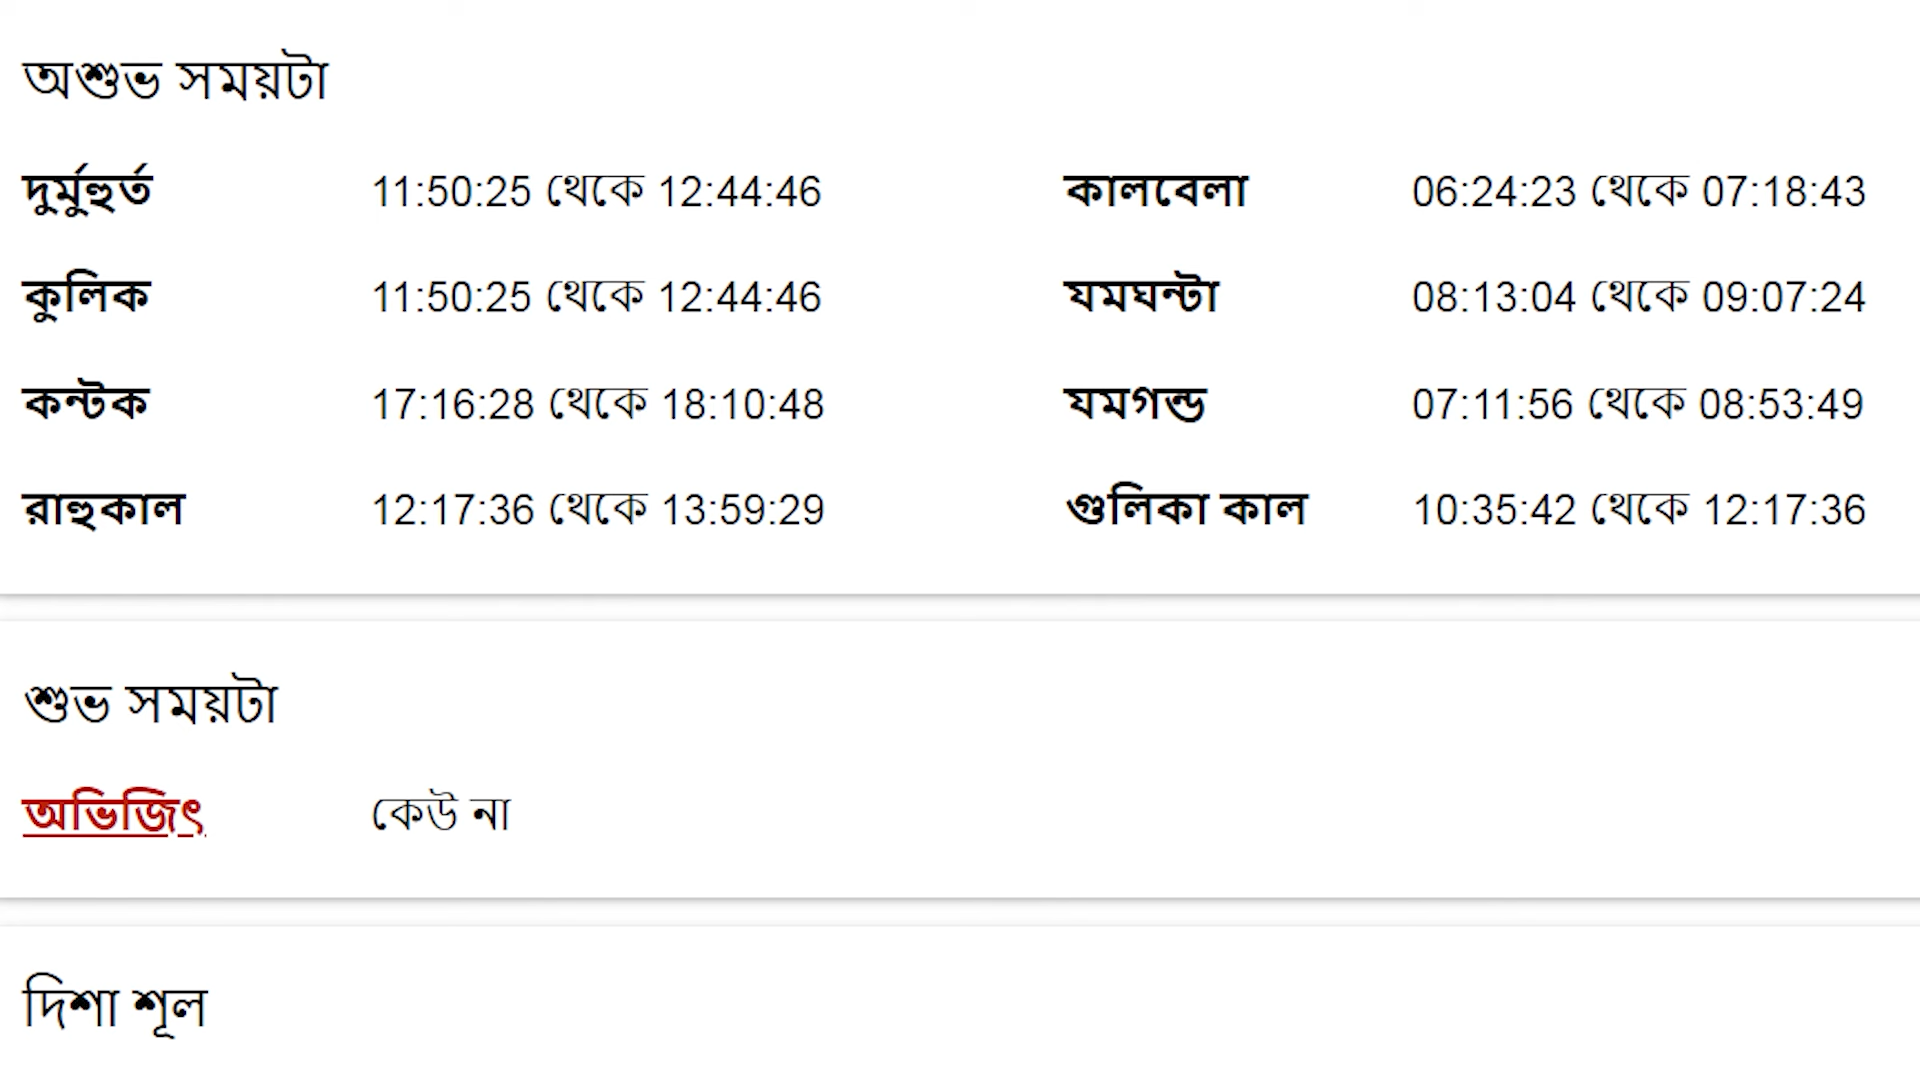 অশুভ সময়টা
দুর্মুহুর্ত 11:50:25 থেকে 12:44:46 কালবেলা 06:24:23 থেকে 07:18:43
কুলিক 11:50:25 থেকে 12:44:46 যমঘন্টা 08:13:04 থেকে 09:07:24
কন্টক 17:16:28 থেকে 18:10:48 যমগন্ড 07:11:56 থেকে 08:53:49
রাহুকাল 12:17:36 থেকে 13:59:29 গুলিকা কাল 10:35:42 থেকে 12:17:36
শুভ সময়টা
অভিজিৎ কেউ না
দিশা শূল